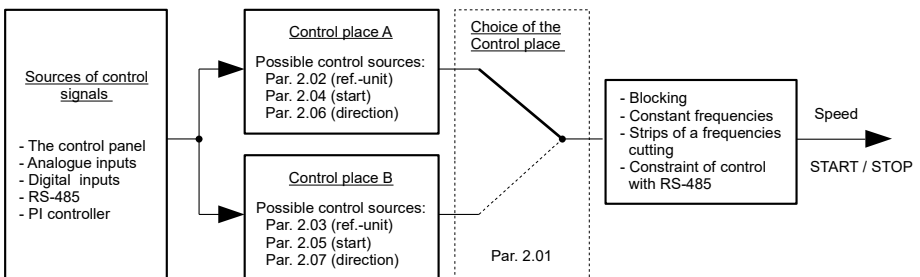 Sources of control
signals
- The control panel
- Analogue inputs
- Digital inputs
- RS-485
- PI controller
Control place A
Possible control sources:
Par. 2.02 (ref.-unit)
Par. 2.04 (start)
Par. 2.06 (direction)
Control place B
Possible control sources:
Par. 2.03 (ref.-unit)
Par. 2.05 (start)
Par. 2.07 (direction)
Choice of the
Control place
Par. 2.01
- Blocking
- Constant frequencies
- Strips of a frequencies
cutting
- Constraint of control
with RS-485
Speed
START / STOP